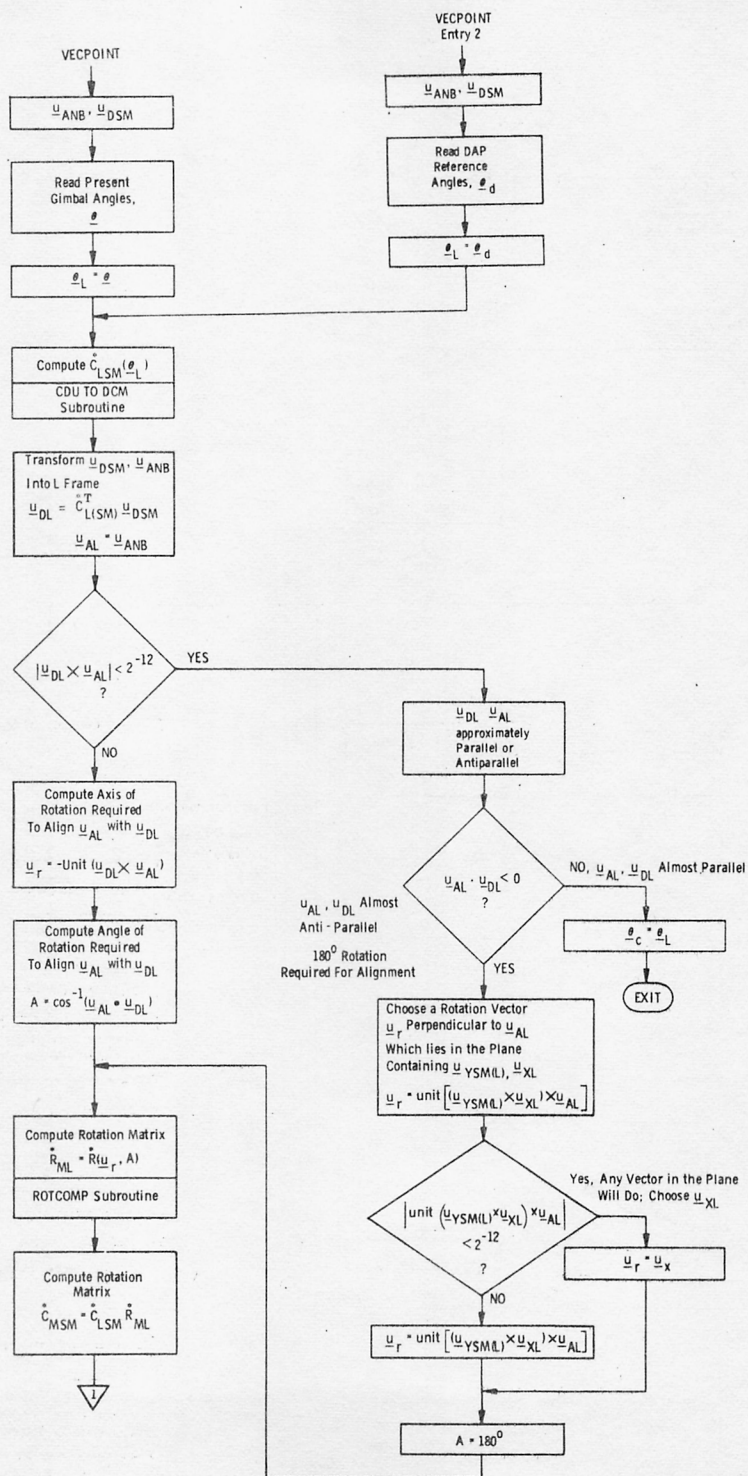 VECPOINT
u_ANB, u_DSM
Read Present
Gimbal Angles,
θ
θ_L = θ
VECPOINT
Entry 2
u_ANB, u_DSM
Read DAP
Reference
Angles, θ_d
θ_L = θ_d
Compute C*_LSM(θ_L)
CDU TO DCM
Subroutine
Transform u_DSM, u_ANB
Into L Frame
u_DL = C*^T_L(SM) u_DSM
u_AL = u_ANB
|u_DL × u_AL| < 2^-12
?
YES
NO
Compute Axis of
Rotation Required
To Align u_AL with u_DL
u_r = -Unit (u_DL × u_AL)
Compute Angle of
Rotation Required
To Align u_AL with u_DL
A = cos^-1(u_AL • u_DL)
Compute Rotation Matrix
R*_ML = R*(u_r, A)
ROTCOMP Subroutine
Compute Rotation
Matrix
C*_MSM = C*_LSM R*_ML
1
u_DL u_AL
approximately
Parallel or
Antiparallel
u_AL · u_DL < 0
?
NO, u_AL, u_DL Almost Parallel
θ_c = θ_L
EXIT
u_AL, u_DL Almost
Anti-Parallel
180° Rotation
Required For Alignment
YES
Choose a Rotation Vector
u_r Perpendicular to u_AL
Which lies in the Plane
Containing u_YSM(L), u_XL
u_r = unit [(u_YSM(L) × u_XL) × u_AL]
|unit (u_YSM(L) × u_XL) × u_AL|
< 2^-12
?
Yes, Any Vector in the Plane
Will Do; Choose u_XL
u_r = u_x
NO
u_r = unit [(u_YSM(L) × u_XL) × u_AL]
A = 180°